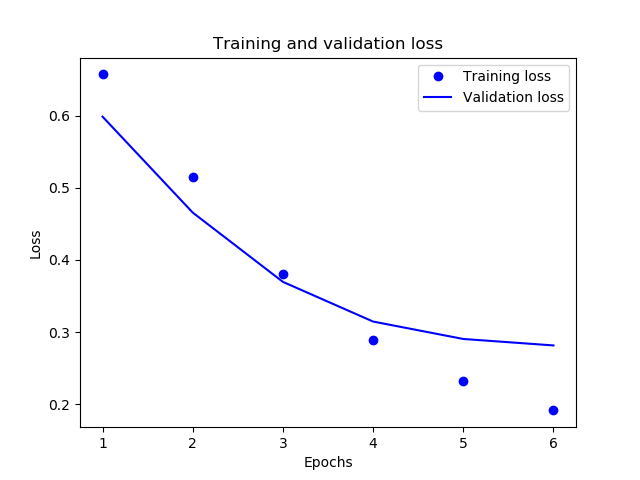 Training and validation loss
Training loss
Validation loss
0.6
0.5
0.4
0.3
0.2
Loss
1 2 3 4 5 6
Epochs